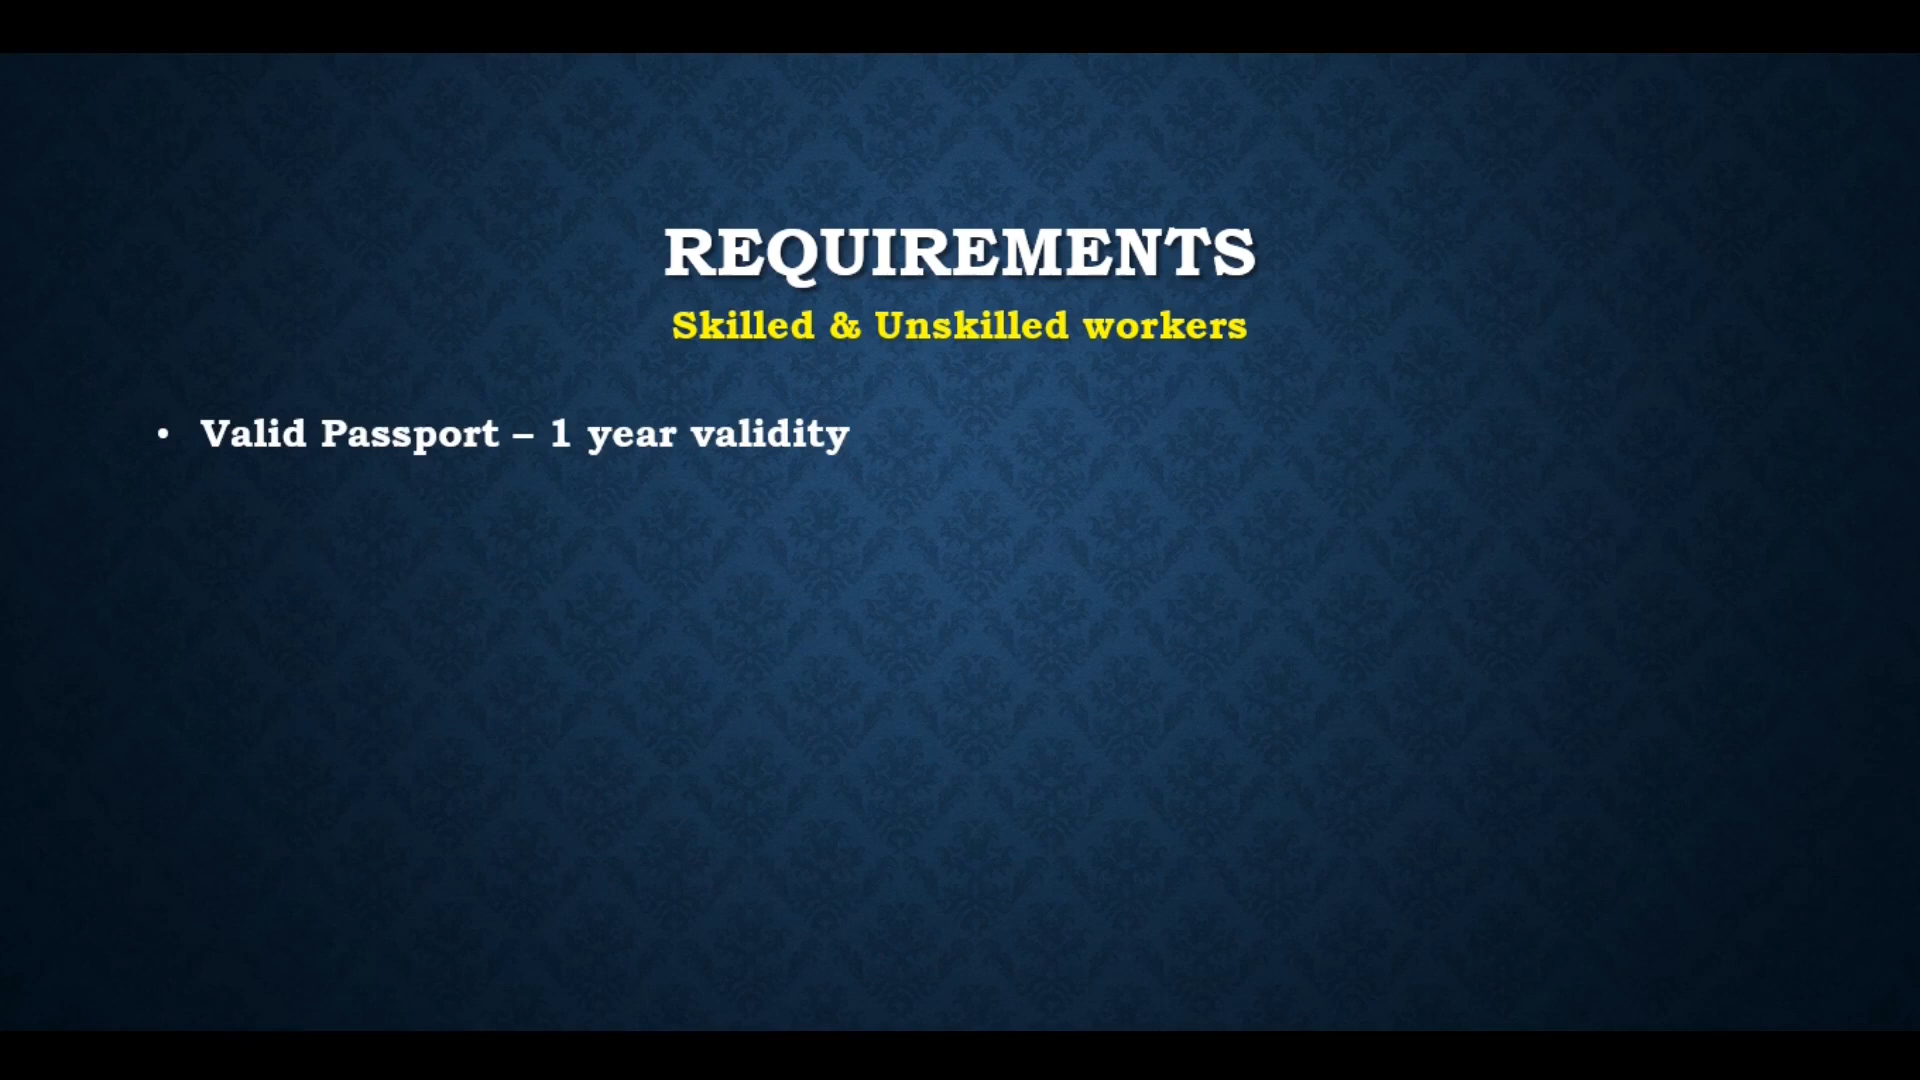 REQUIREMENTS
Skilled & Unskilled workers
• Valid Passport – 1 year validity